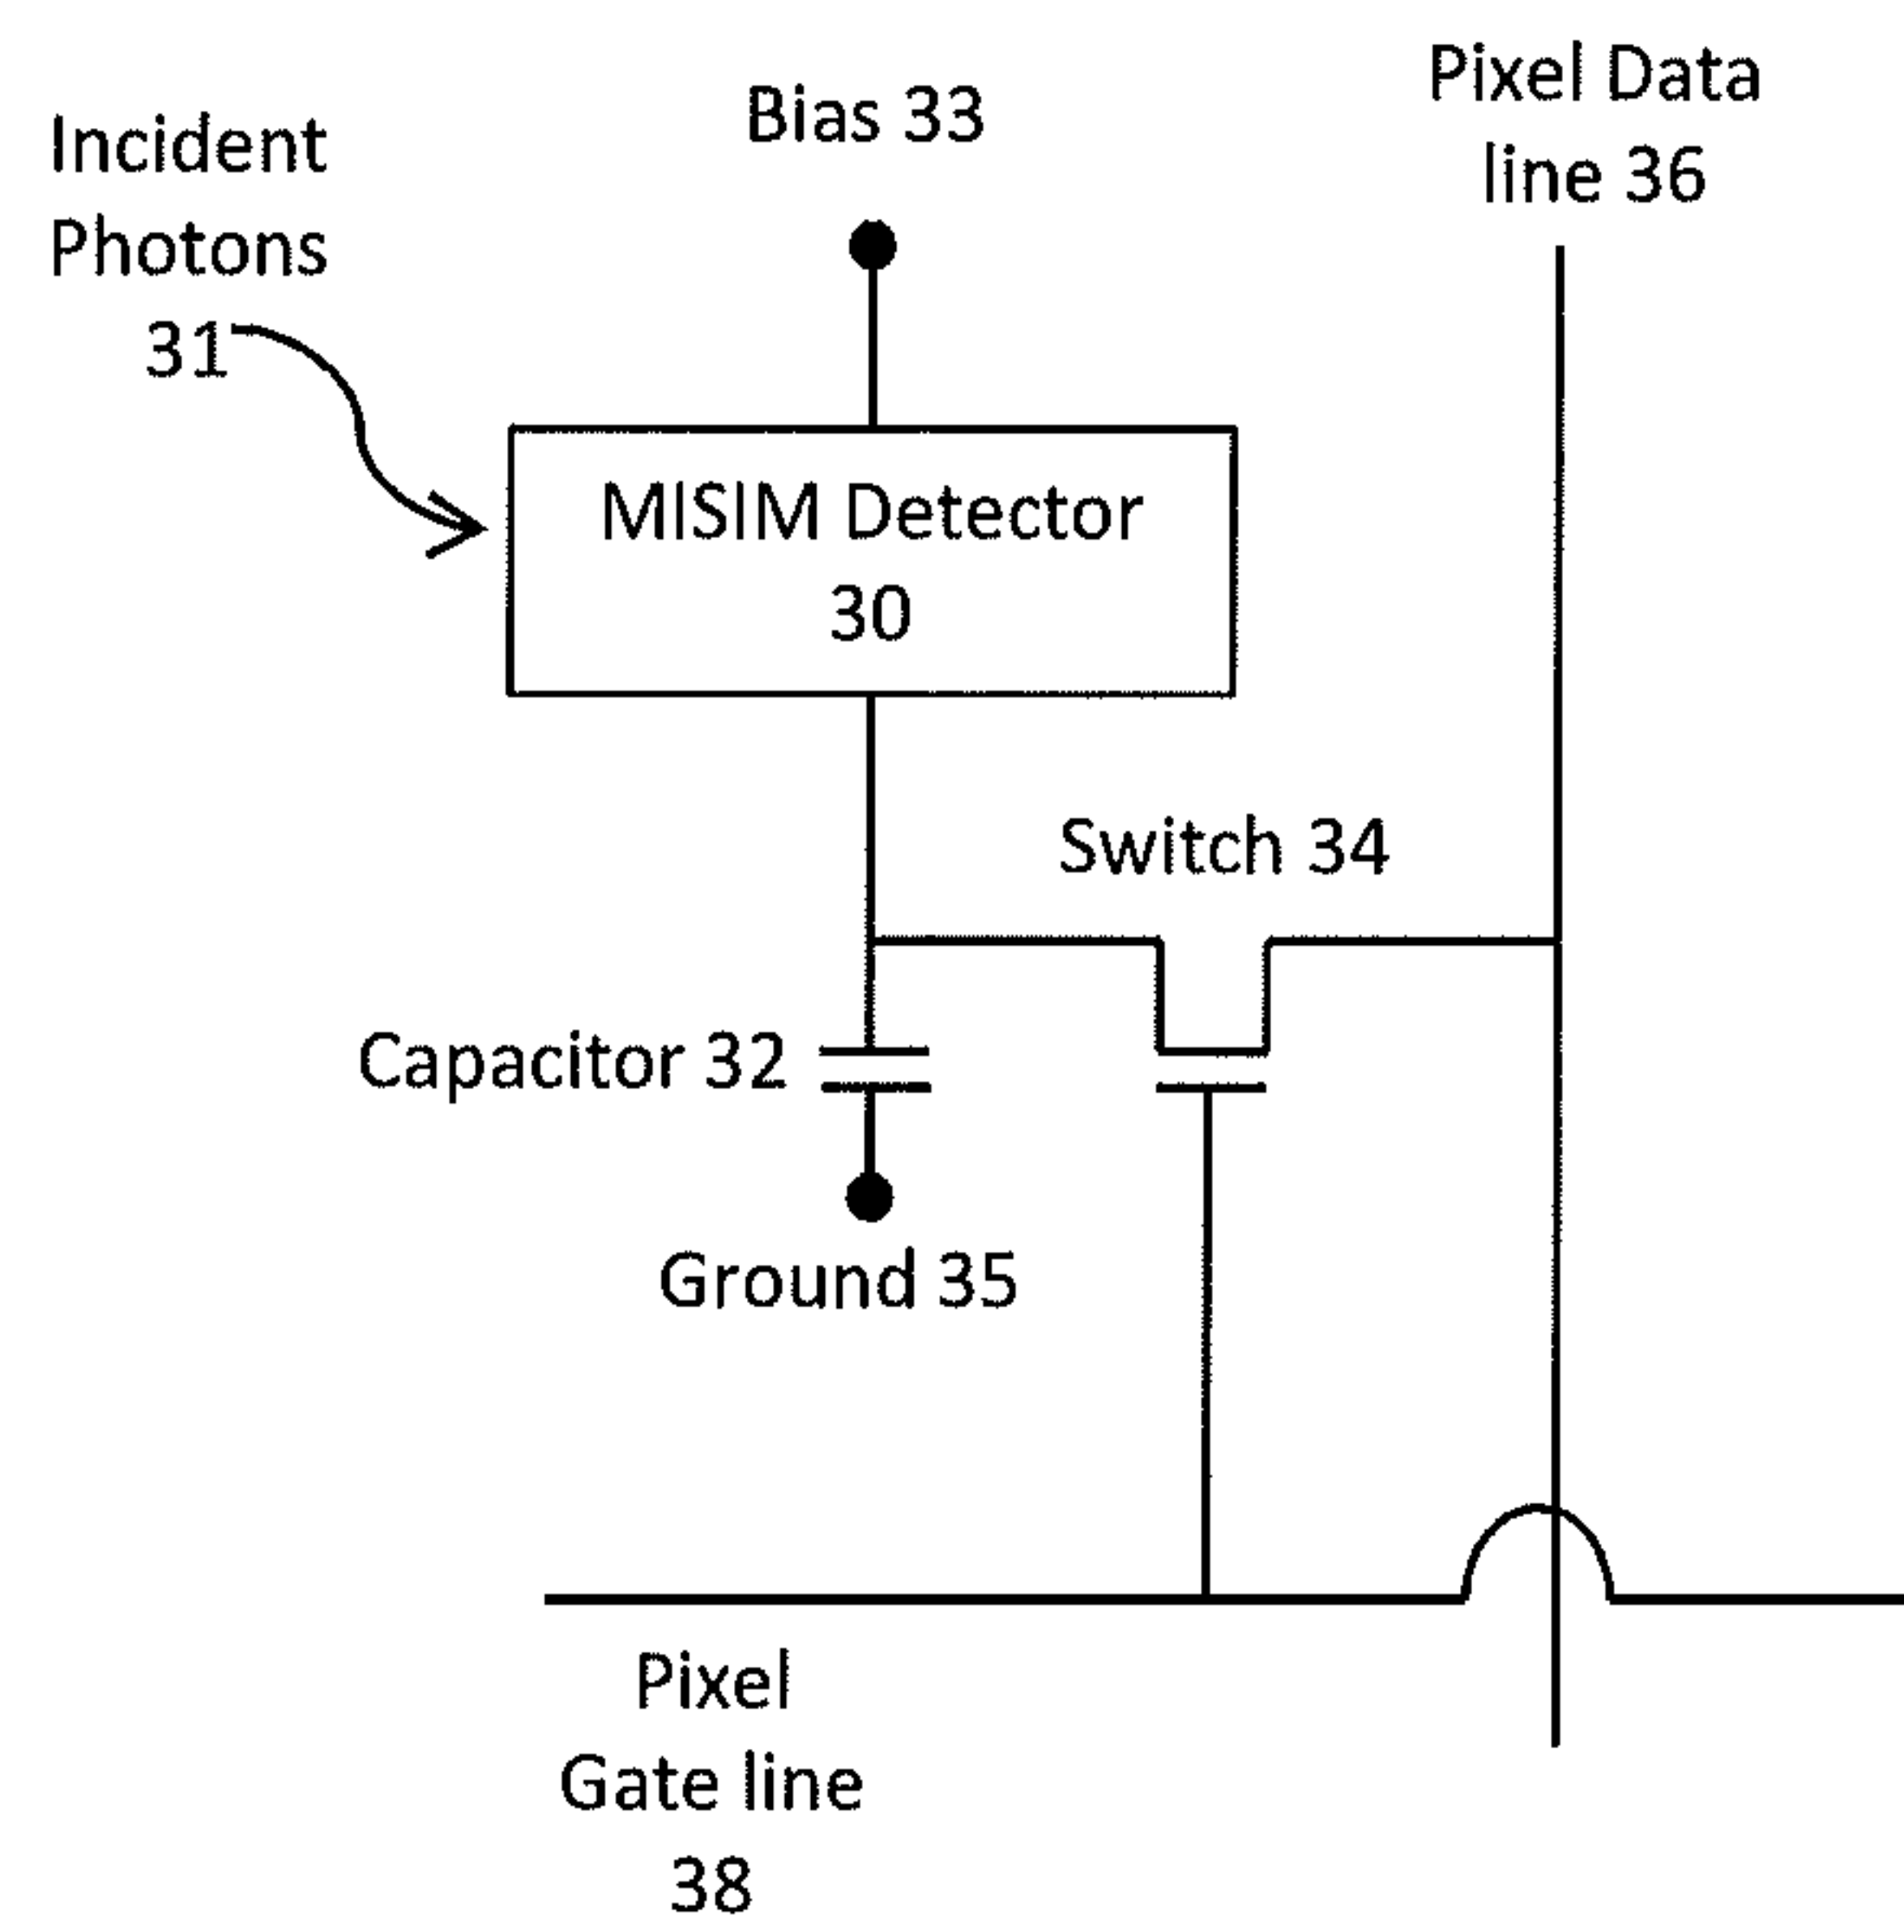 Incident
Photons
31
Bias 33
Pixel Data
line 36
MISIM Detector
30
Switch 34
Capacitor 32
Ground 35
Pixel
Gate line
38